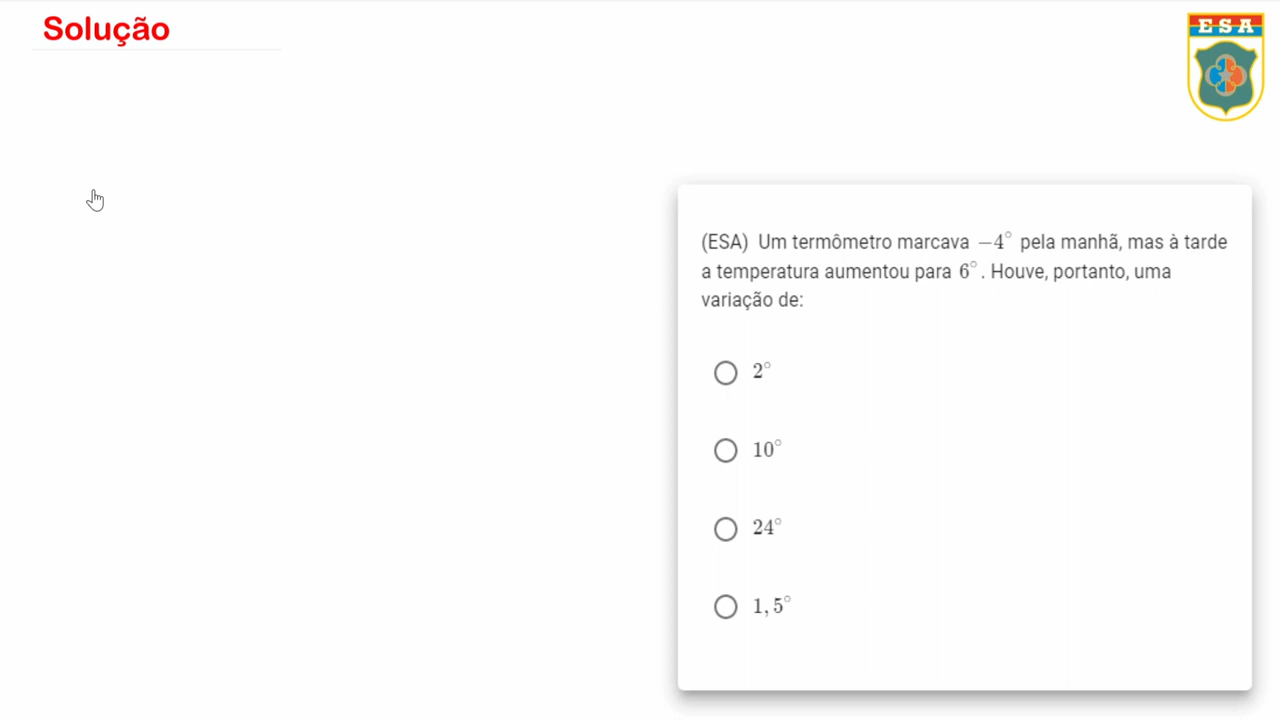 Solução
ESA
(ESA) Um termômetro marcava −4° pela manhã, mas à tarde
a temperatura aumentou para 6°. Houve, portanto, uma
variação de:
2°
10°
24°
1,5°